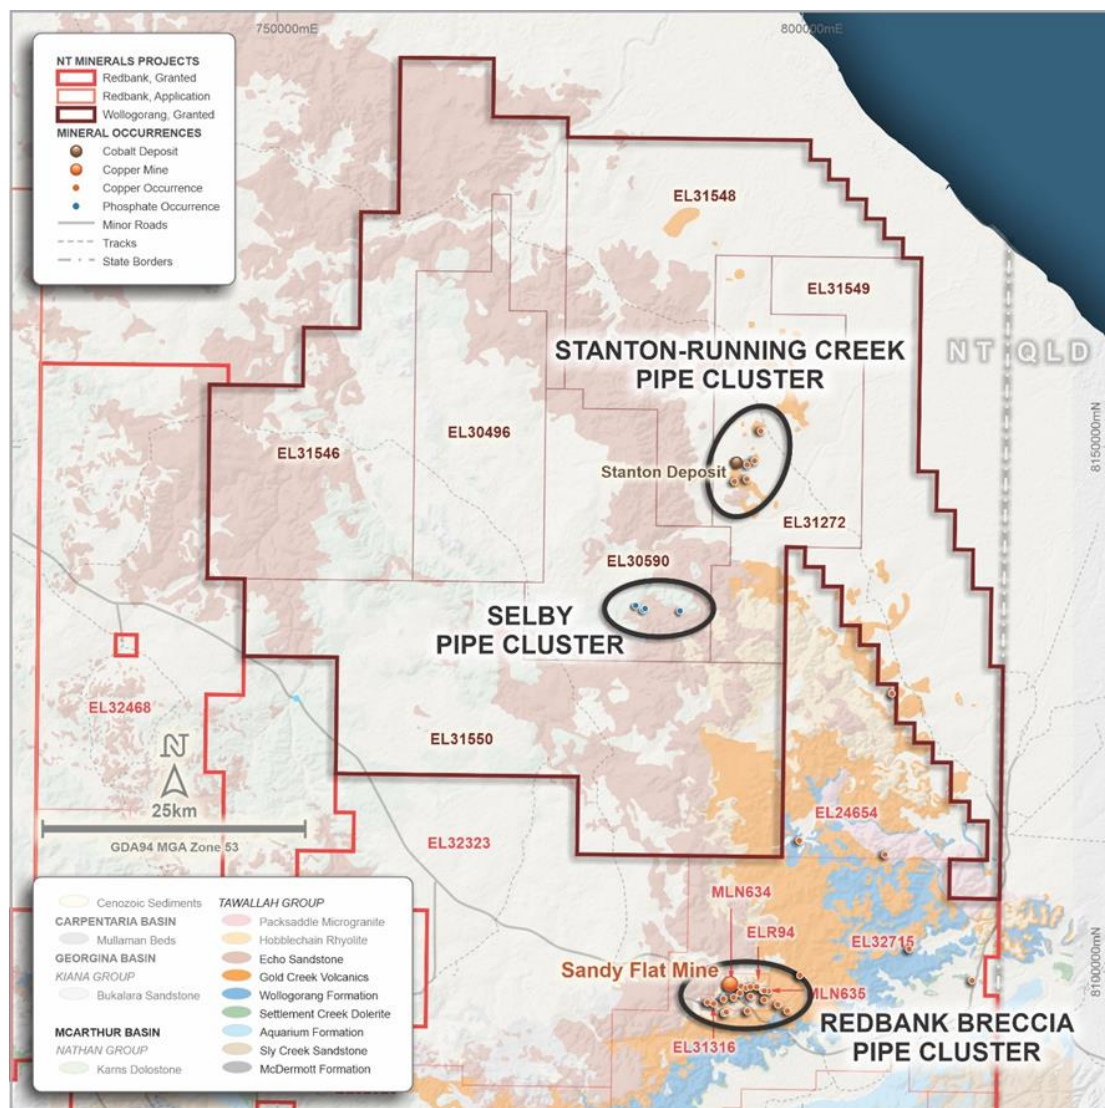 750000mE
800000mE
NT MINERALS PROJECTS
Redbank, Granted
Redbank, Application
Wollogorang, Granted
MINERAL OCCURRENCES
Cobalt Deposit
Copper Mine
Copper Occurrence
Phosphate Occurrence
Minor Roads
Tracks
State Borders
EL31548
EL31549
NT QLD
STANTON-RUNNING CREEK
PIPE CLUSTER
8150000mN
EL30496
EL31546
Stanton Deposit
EL31272
EL30590
SELBY
PIPE CLUSTER
EL32468
EL31550
N
25km
GDA94 MGA Zone 53
EL32323
EL24654
MLN634
ELR94
EL32715
Sandy Flat Mine
MLN635
8100000mN
REDBANK BRECCIA
PIPE CLUSTER
EL31316
Cenozoic Sediments
CARPENTARIA BASIN
Mullaman Beds
GEORGINA BASIN
KIANA GROUP
Bukalara Sandstone
MCARTHUR BASIN
NATHAN GROUP
Karns Dolostone
TAWALLAH GROUP
Packsaddle Microgranite
Hobblechain Rhyolite
Echo Sandstone
Gold Creek Volcanics
Wollogorang Formation
Settlement Creek Dolerite
Aquarium Formation
Sly Creek Sandstone
McDermott Formation